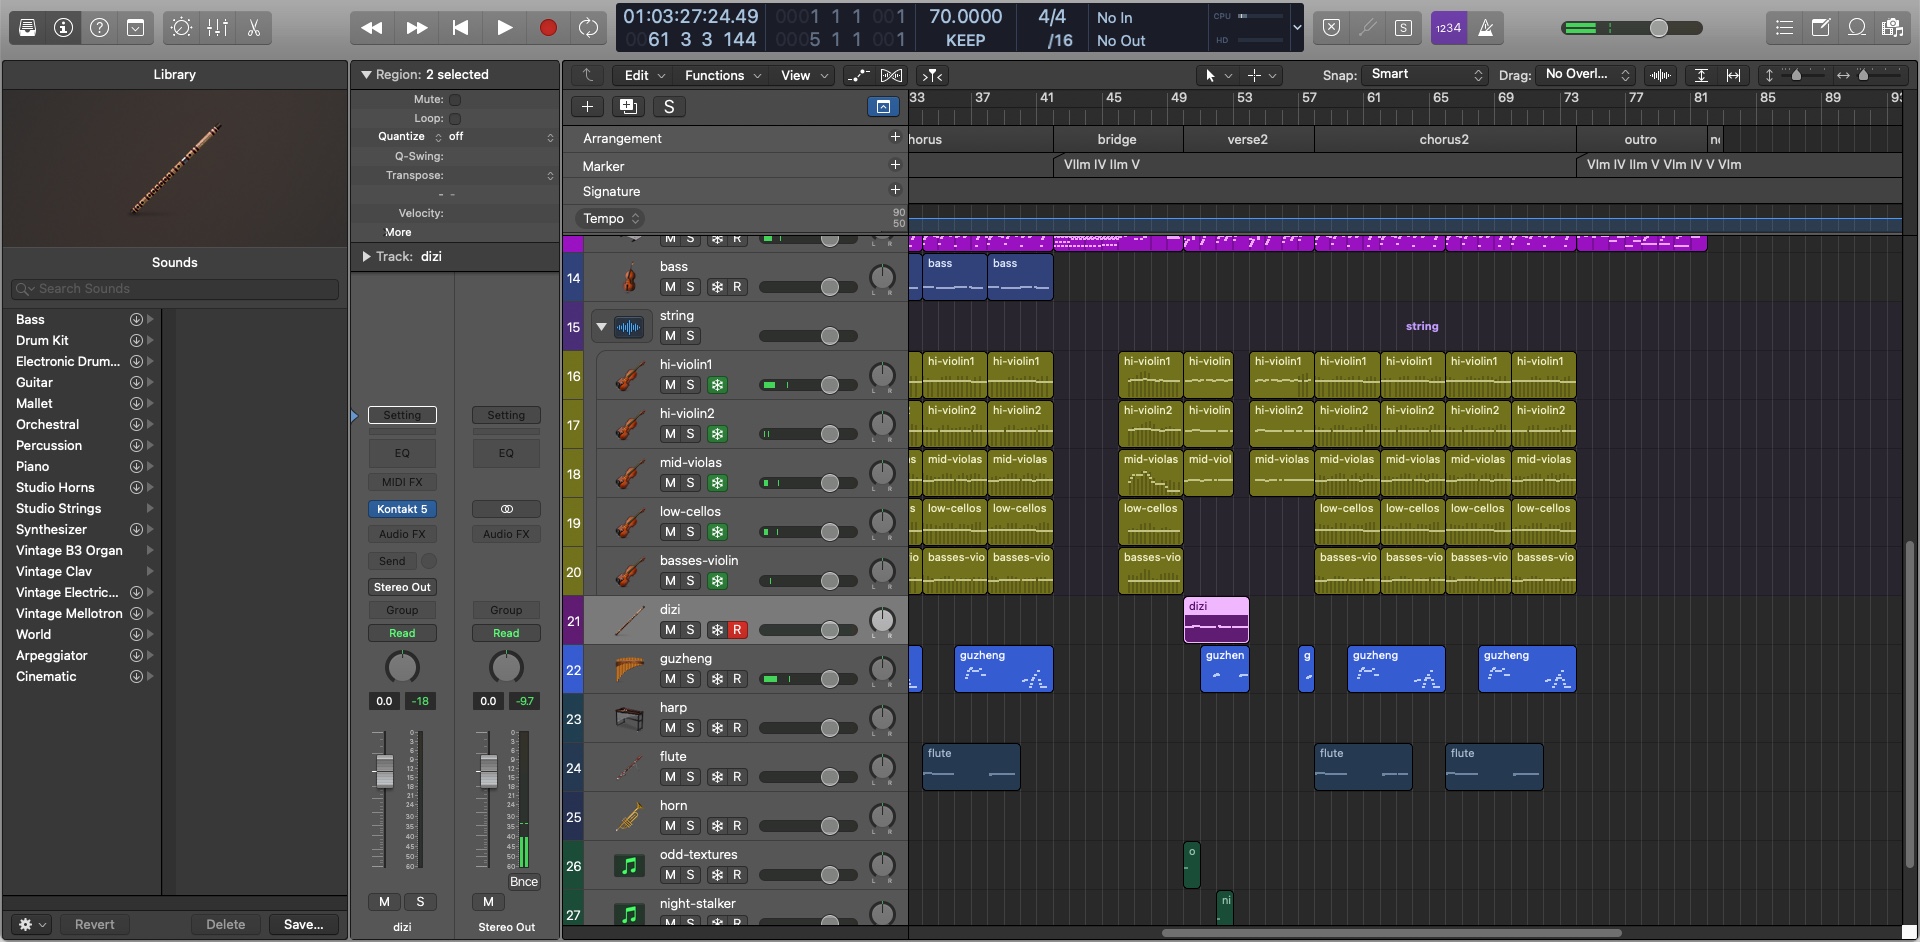 01:03:27:24.49
0061 3 3 144
0001 1 1 001
0005 1 1 001
70.0000
KEEP
4/4
/16
No In
No Out
CPU
HD
S
1234
Library
Sounds
Search Sounds
Bass
Drum Kit
Electronic Drum...
Guitar
Mallet
Orchestral
Percussion
Piano
Studio Horns
Studio Strings
Synthesizer
Vintage B3 Organ
Vintage Clav
Vintage Electric...
Vintage Mellotron
World
Arpeggiator
Cinematic
Revert
Delete
Save...
Region: 2 selected
Mute:
Loop:
Quantize off
Q-Swing:
Transpose:
- -
Velocity:
More
Track: dizi
Setting Setting
EQ EQ
MIDI FX
Kontakt 5
Audio FX Audio FX
Send
Stereo Out
Group Group
Read Read
0.0 -18 0.0 -9.7
Bnce
M S M
dizi Stereo Out
Edit Functions View
Snap: Smart Drag: No Overl...
S
33 37 41 45 49 53 57 61 65 69 73 77 81 85 89 93
Arrangement
horus bridge verse2 chorus2 outro
Marker
VIIm IV IIm V
VIm IV IIm V VIm IV V VIm
Signature
Tempo
90
50
M S R
14 bass
M S R
bass bass
15 string
M S
string
16 hi-violin1
M S
hi-violin1 hi-violin1 hi-violin1 hi-violin hi-violin1 hi-violin1 hi-violin1 hi-violin1 hi-violin1
17 hi-violin2
M S
hi-violin2 hi-violin2 hi-violin2 hi-violin hi-violin2 hi-violin2 hi-violin2 hi-violin2 hi-violin2
18 mid-violas
M S
s mid-violas mid-violas mid-violas mid-viol mid-violas mid-violas mid-violas mid-violas mid-violas
19 low-cellos
M S
s low-cellos low-cellos low-cellos low-cellos low-cellos low-cellos low-cellos
20 basses-violin
M S
io basses-vio basses-vio basses-vio basses-vio basses-vio basses-vio basses-vio
21 dizi
M S R
dizi
22 guzheng
M S R
guzheng guzhen g guzheng guzheng
23 harp
M S R
24 flute
M S R
flute flute flute
25 horn
M S R
26 odd-textures
M S R
o
27 night-stalker
M S R
ni